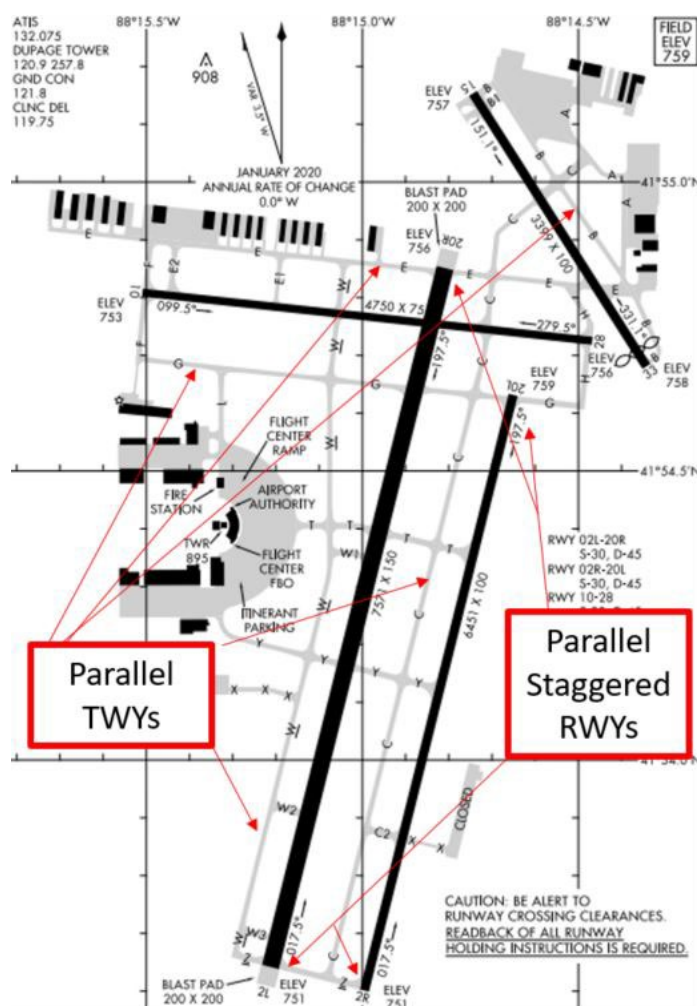 ATIS
132.075
DUPAGE TOWER
120.9 257.8
GND CON
121.8
CLNC DEL
119.75
88°15.5'W
88°15.0'W
88°14.5'W
FIELD
ELEV
759
908
VAR 3.5° W
JANUARY 2020
ANNUAL RATE OF CHANGE
0.0° W
ELEV
757
15
151.1°
A
B
C
A
A
B
B
41°55.0'N
BLAST PAD
200 X 200
ELEV
756
20R
C
3399 X 100
E
F
E2
E1
W
E
E
E
C
E
ELEV
753
10
099.5°
4750 X 75
279.5°
197.5°
28
H
331.1°
B
33
ELEV
756
ELEV
758
F
G
W
G
C
ELEV
759
20L
G
H
L
FLIGHT
CENTER
RAMP
W
C
197.5°
41°54.5'N
FIRE
STATION
AIRPORT
AUTHORITY
TWR
895
FLIGHT
CENTER
FBO
T
T
T
T
W1
ITINERANT
PARKING
W
7571 X 150
C
6451 X 100
RWY 02L-20R
S-30, D-45
RWY 02R-20L
S-30, D-45
RWY 10-28
Parallel
TWYs
Parallel
Staggered
RWYs
Y
Y
Y
Y
X X X
W
C
W2
C2
X
X
CLOSED
W3
W
Z
C
Z
017.5°
017.5°
CAUTION: BE ALERT TO
RUNWAY CROSSING CLEARANCES.
READBACK OF ALL RUNWAY
HOLDING INSTRUCTIONS IS REQUIRED.
BLAST PAD
200 X 200
2L
ELEV
751
2R
ELEV